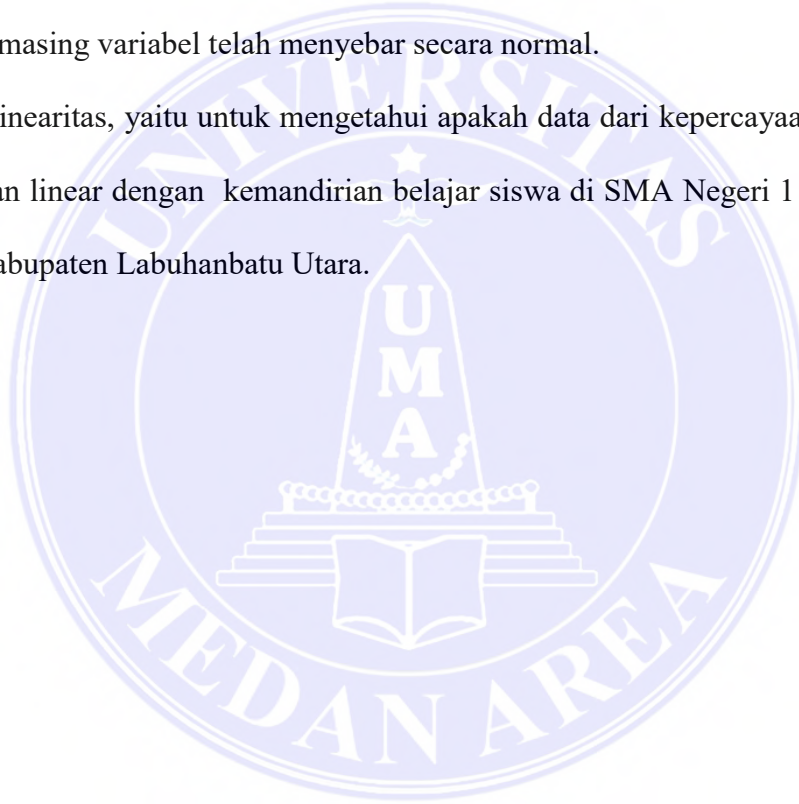 masing variabel telah menyebar secara normal.
inearitas, yaitu untuk mengetahui apakah data dari kepercayaa
an linear dengan kemandirian belajar siswa di SMA Negeri 1
abupaten Labuhanbatu Utara.
UNIVERSITAS
U
M
A
MEDAN AREA